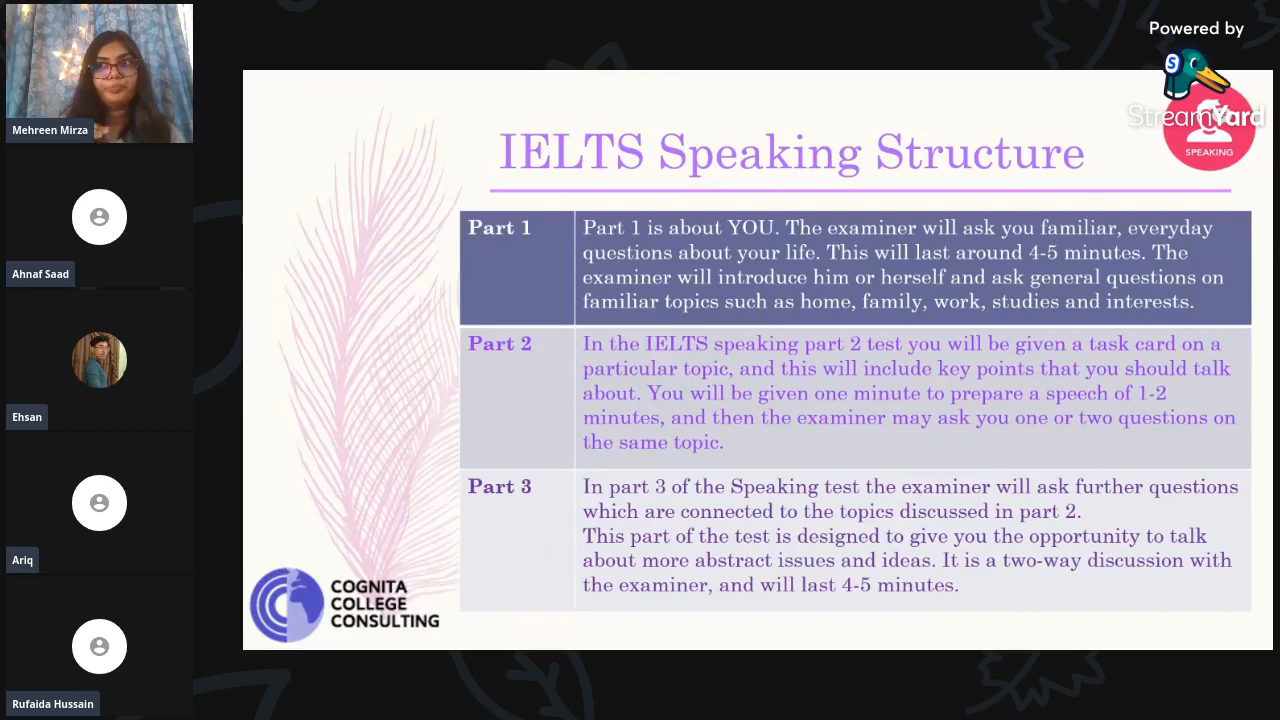 Mehreen Mirza
Ahnaf Saad
Ehsan
Ariq
Rufaida Hussain
Powered by
S
StreamYard
SPEAKING
IELTS Speaking Structure
Part 1
Part 1 is about YOU. The examiner will ask you familiar, everyday
questions about your life. This will last around 4-5 minutes. The
examiner will introduce him or herself and ask general questions on
familiar topics such as home, family, work, studies and interests.
Part 2
In the IELTS speaking part 2 test you will be given a task card on a
particular topic, and this will include key points that you should talk
about. You will be given one minute to prepare a speech of 1-2
minutes, and then the examiner may ask you one or two questions on
the same topic.
Part 3
In part 3 of the Speaking test the examiner will ask further questions
which are connected to the topics discussed in part 2.
This part of the test is designed to give you the opportunity to talk
about more abstract issues and ideas. It is a two-way discussion with
the examiner, and will last 4-5 minutes.
COGNITA
COLLEGE
CONSULTING